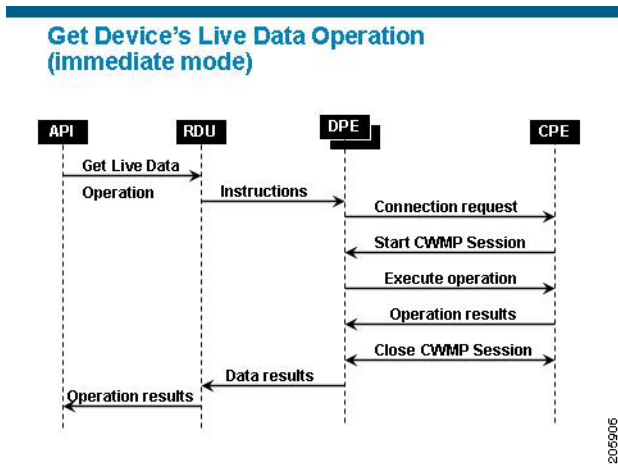 Get Device's Live Data Operation
(immediate mode)
API
RDU
DPE
CPE
Get Live Data
Operation
Instructions
Connection request
Start CWMP Session
Execute operation
Operation results
Close CWMP Session
Data results
Operation results
205906